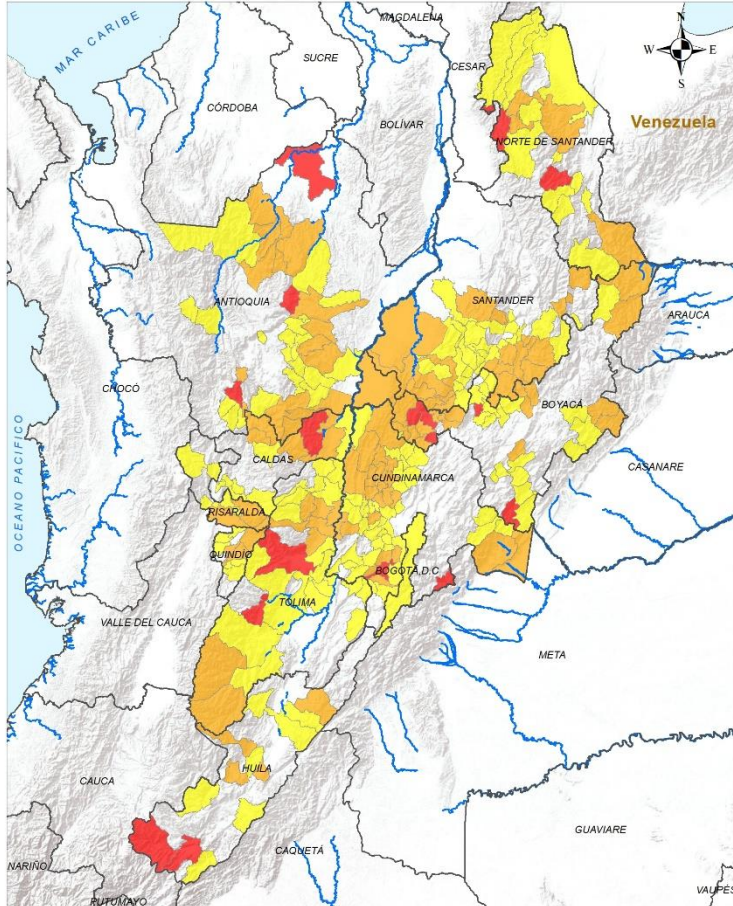 MAGDALENA
N
MAR CARIBE
SUCRE
W
E
CESAR
S
CÓRDOBA
BOLÍVAR
Venezuela
NORTE DE SANTANDER
ANTIOQUIA
SANTANDER
ARAUCA
CHOCÓ
BOYACÁ
CALDAS
CASANARE
CUNDINAMARCA
OCEANO PACIFICO
RISARALDA
QUINDÍO
BOGOTÁ, D.C
TOLIMA
VALLE DEL CAUCA
META
HUILA
CAUCA
GUAVIARE
CAQUETÁ
NARIÑO
PUTUMAYO
VAUPÉS